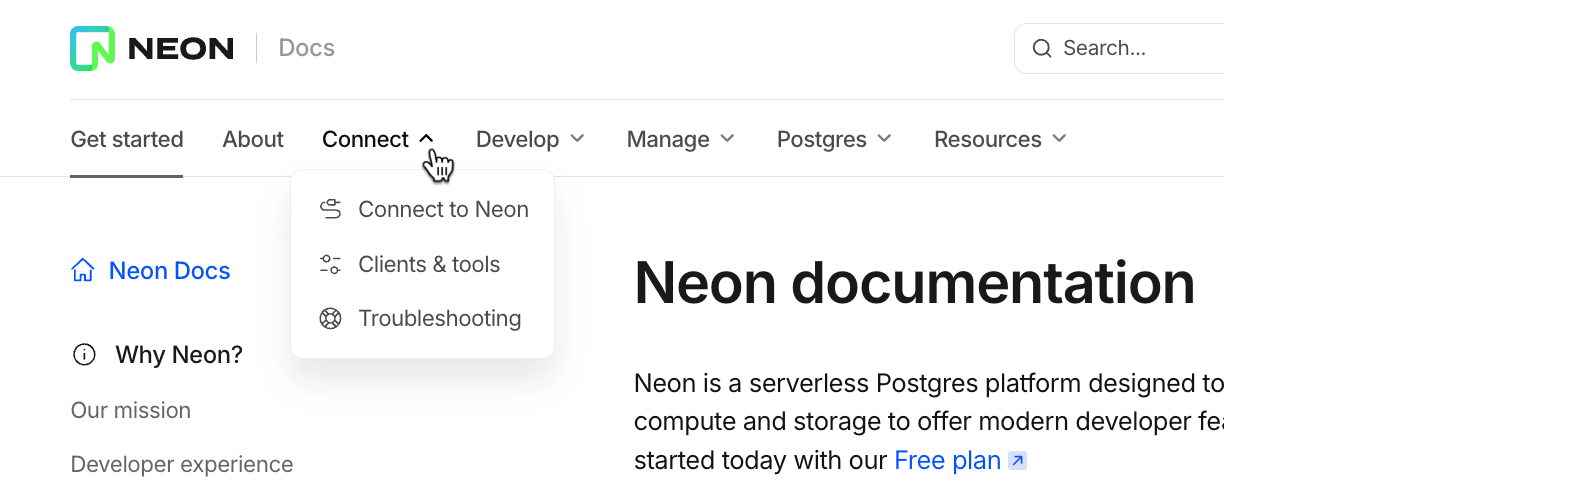 NEON Docs
Search...
Get started About Connect Develop Manage Postgres Resources
Connect to Neon
Clients & tools
Troubleshooting
Neon Docs
Why Neon?
Our mission
Developer experience
Neon documentation
Neon is a serverless Postgres platform designed to
compute and storage to offer modern developer
started today with our Free plan